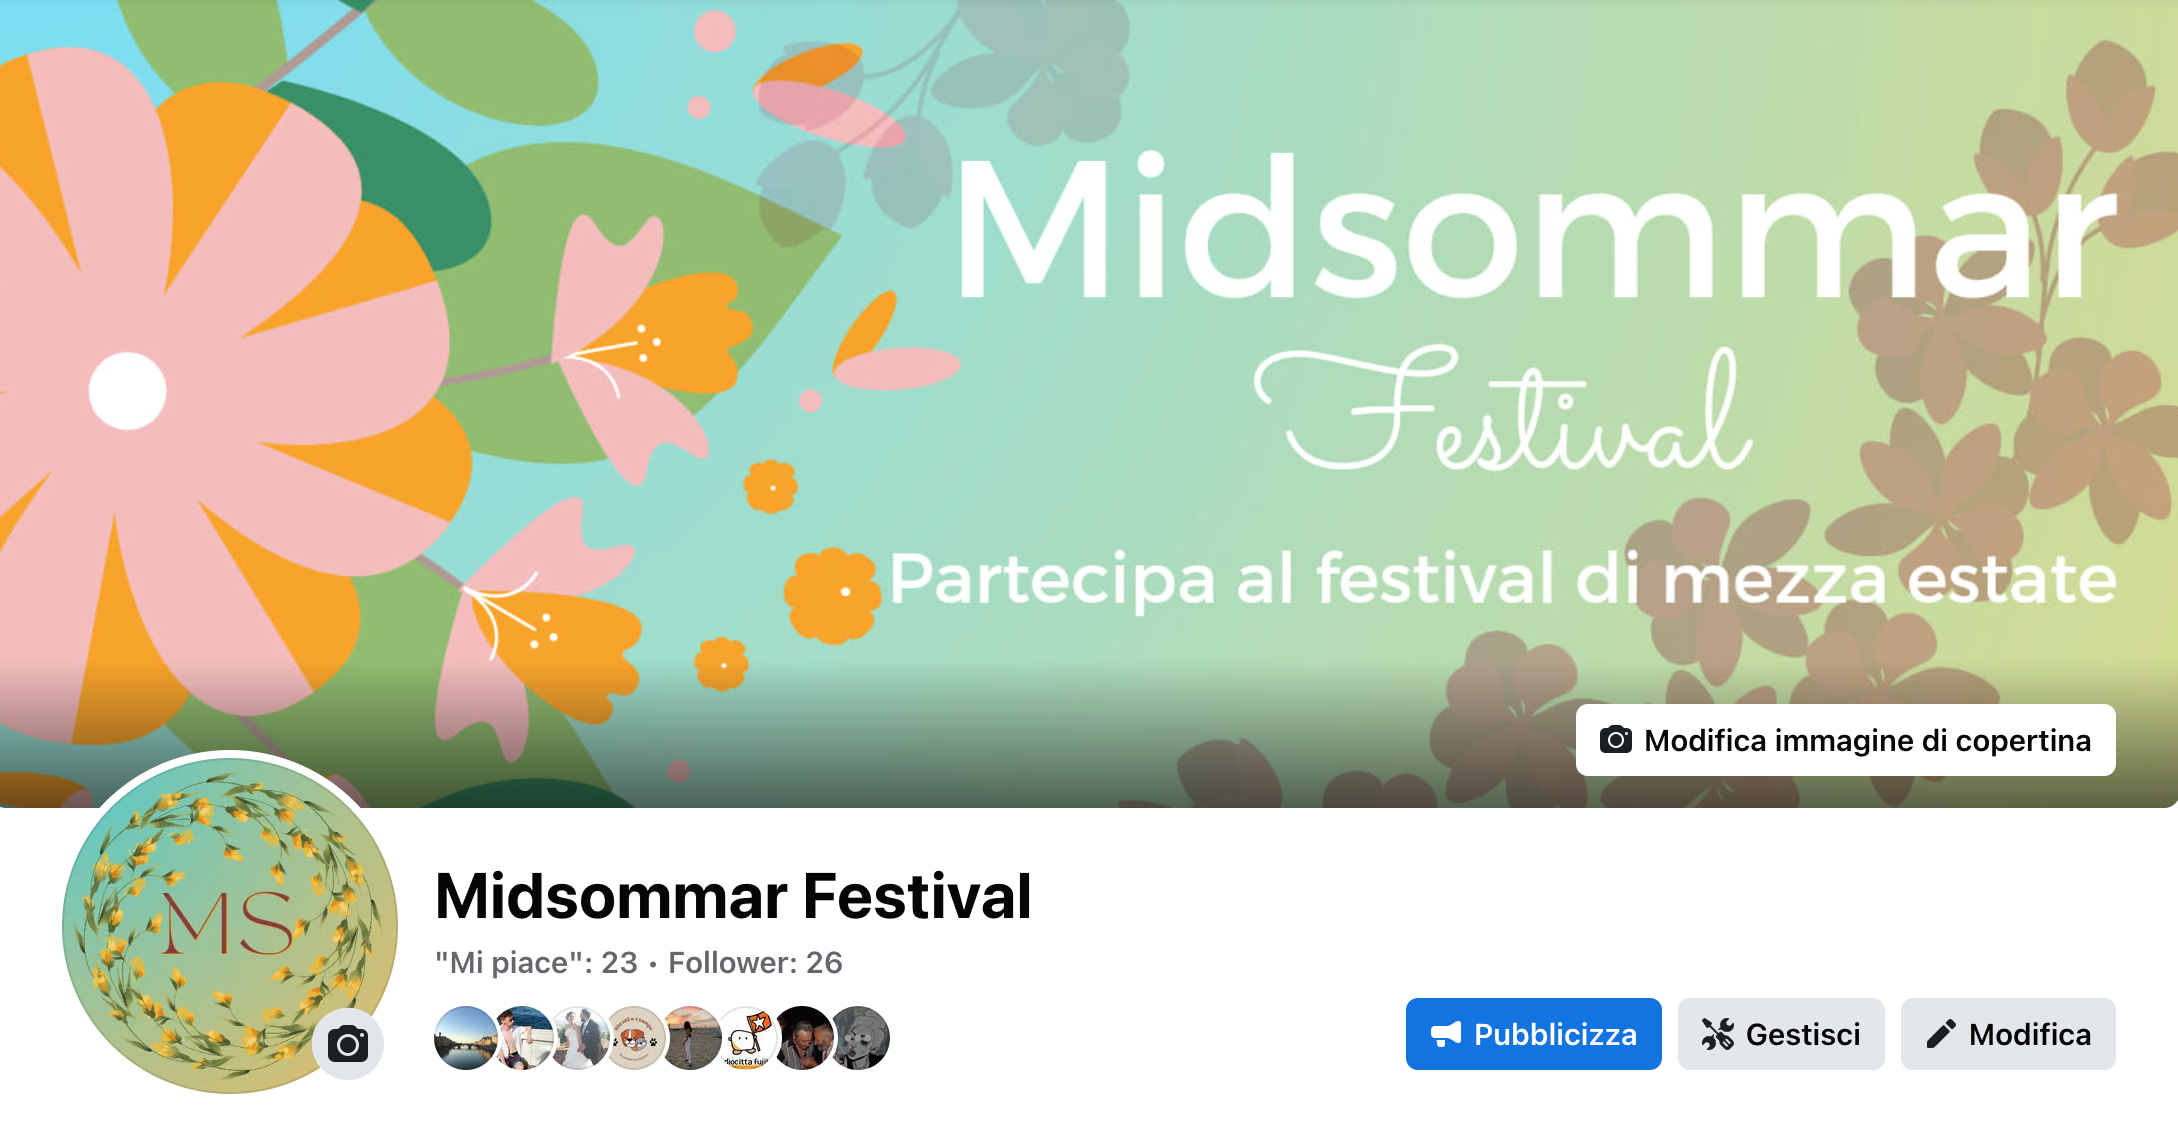 Midsommar
Festival
Partecipa al festival di mezza estate
Modifica immagine di copertina
MS
Midsommar Festival
"Mi piace": 23 · Follower: 26
Pubblicizza
Gestisci
Modifica